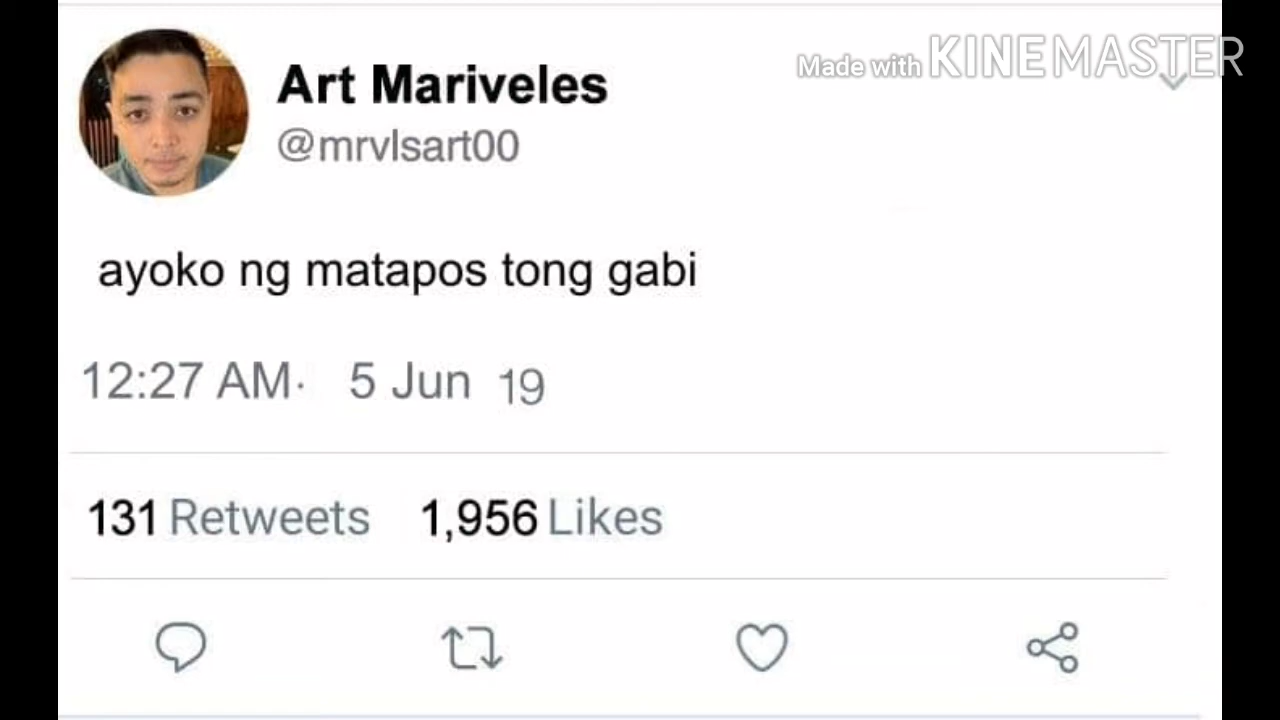 Made with KINEMASTER
Art Mariveles
@mrvlsart00
ayoko ng matapos tong gabi
12:27 AM· 5 Jun 19
131 Retweets 1,956 Likes